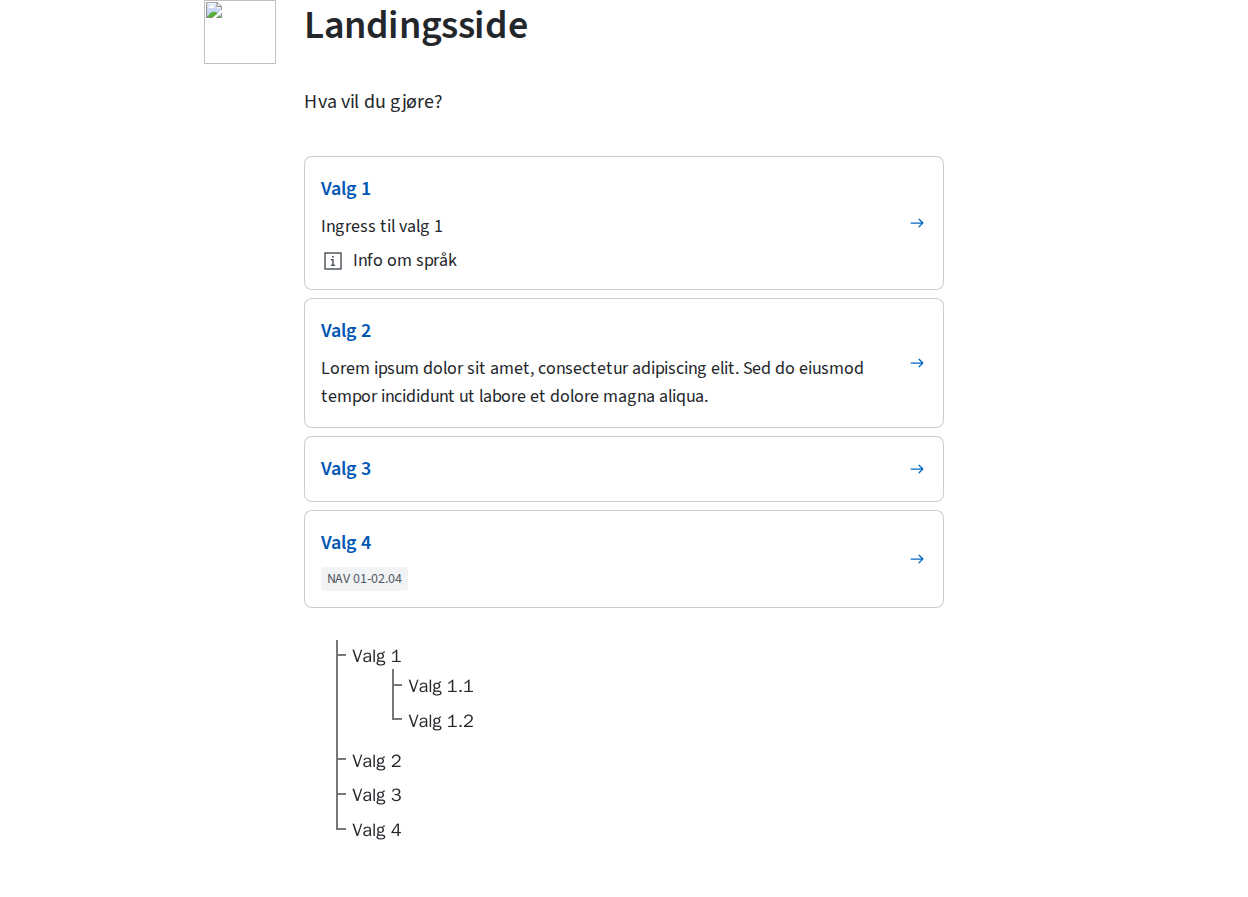 Landingsside
Hva vil du gjøre?
Valg 1
Ingress til valg 1
Info om språk
Valg 2
Lorem ipsum dolor sit amet, consectetur adipiscing elit. Sed do eiusmod
tempor incididunt ut labore et dolore magna aliqua.
Valg 3
Valg 4
NAV 01-02.04
Valg 1
Valg 1.1
Valg 1.2
Valg 2
Valg 3
Valg 4